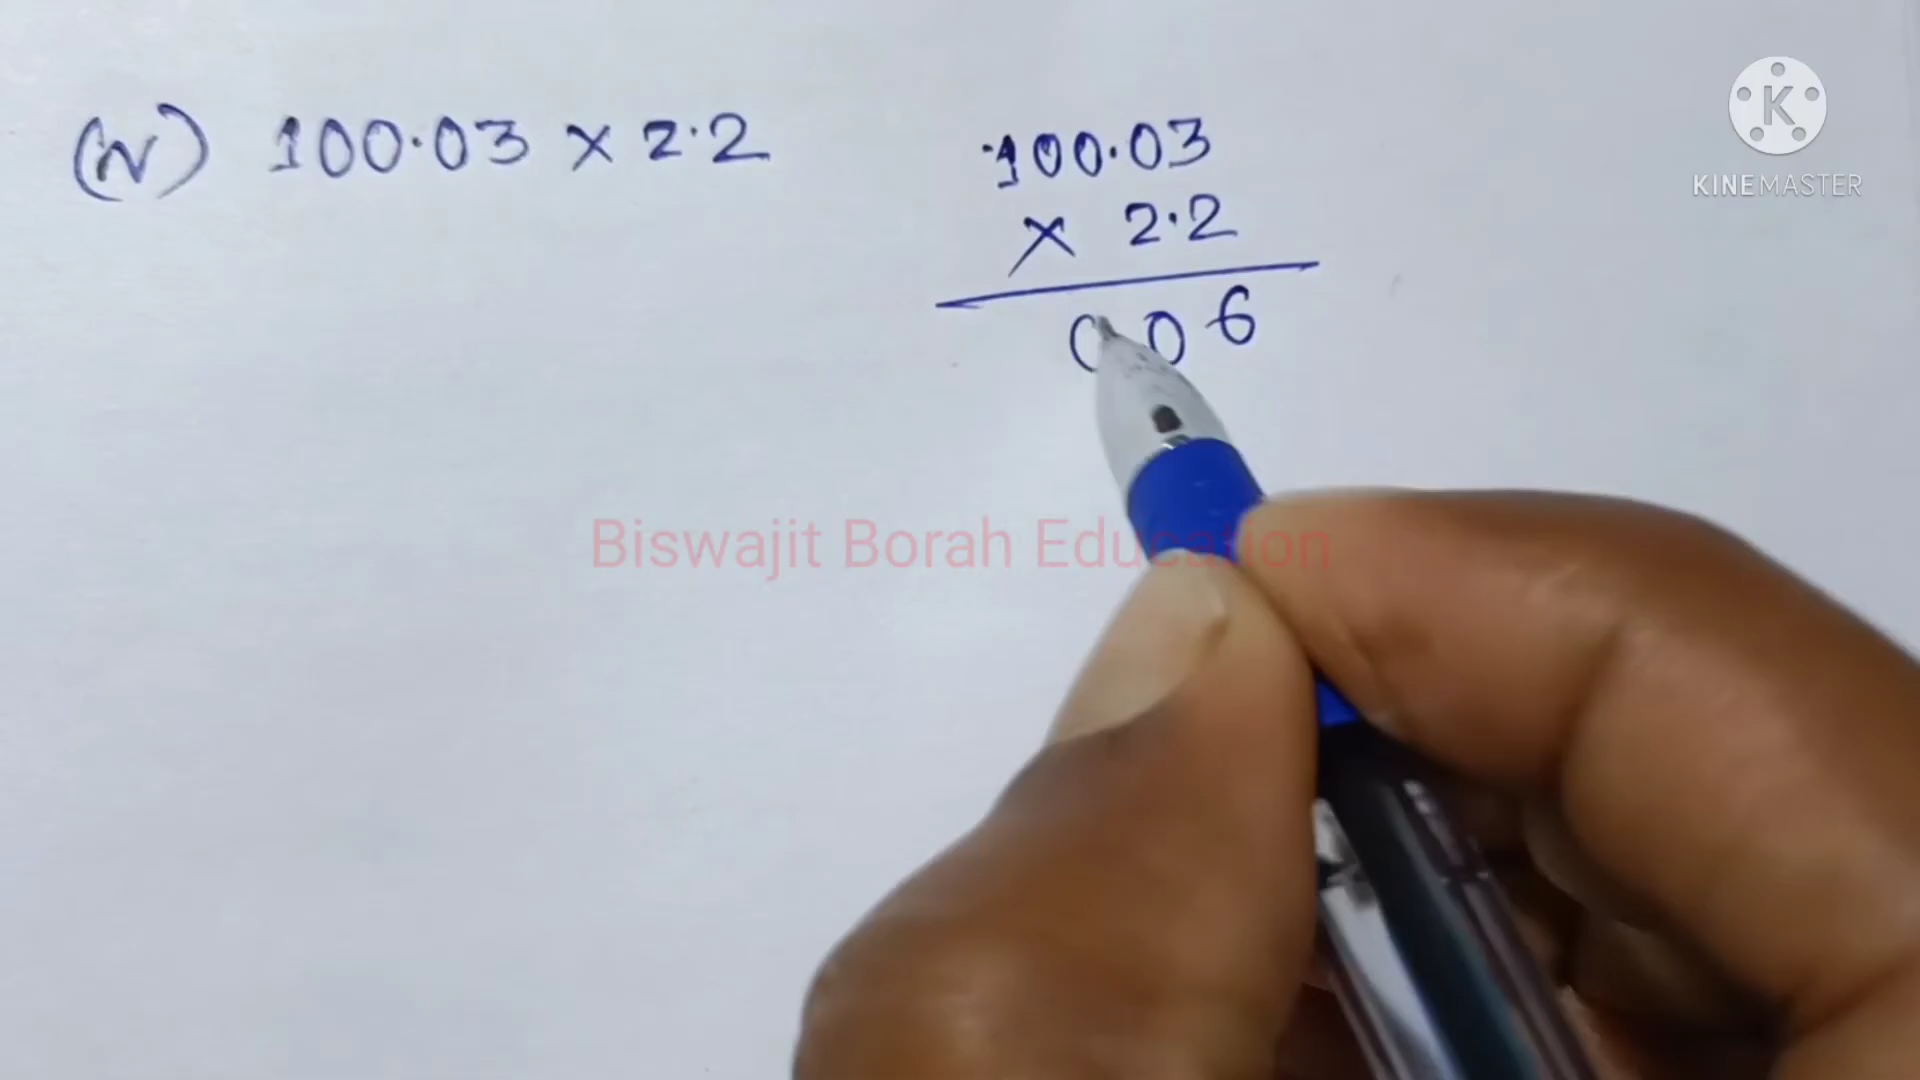 (iv) 100.03 × 2.2
100.03
× 2.2
006
KINEMASTER
Biswajit Borah Education